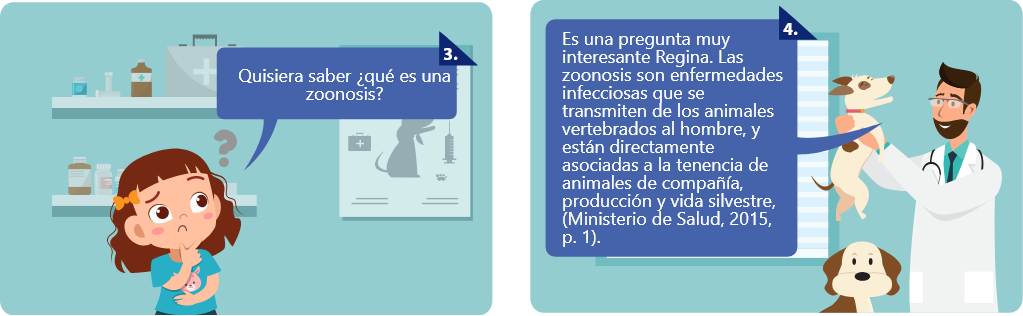 3.
Quisiera saber ¿qué es una
zoonosis?
4.
Es una pregunta muy
interesante Regina. Las
zoonosis son enfermedades
infecciosas que se
transmiten de los animales
vertebrados al hombre, y
están directamente
asociadas a la tenencia de
animales de compañía,
producción y vida silvestre,
(Ministerio de Salud, 2015,
p. 1).